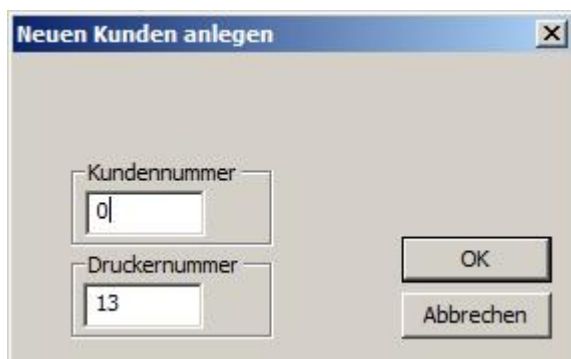 Neuen Kunden anlegen
Kundennummer
0
Druckernummer
13
OK
Abbrechen